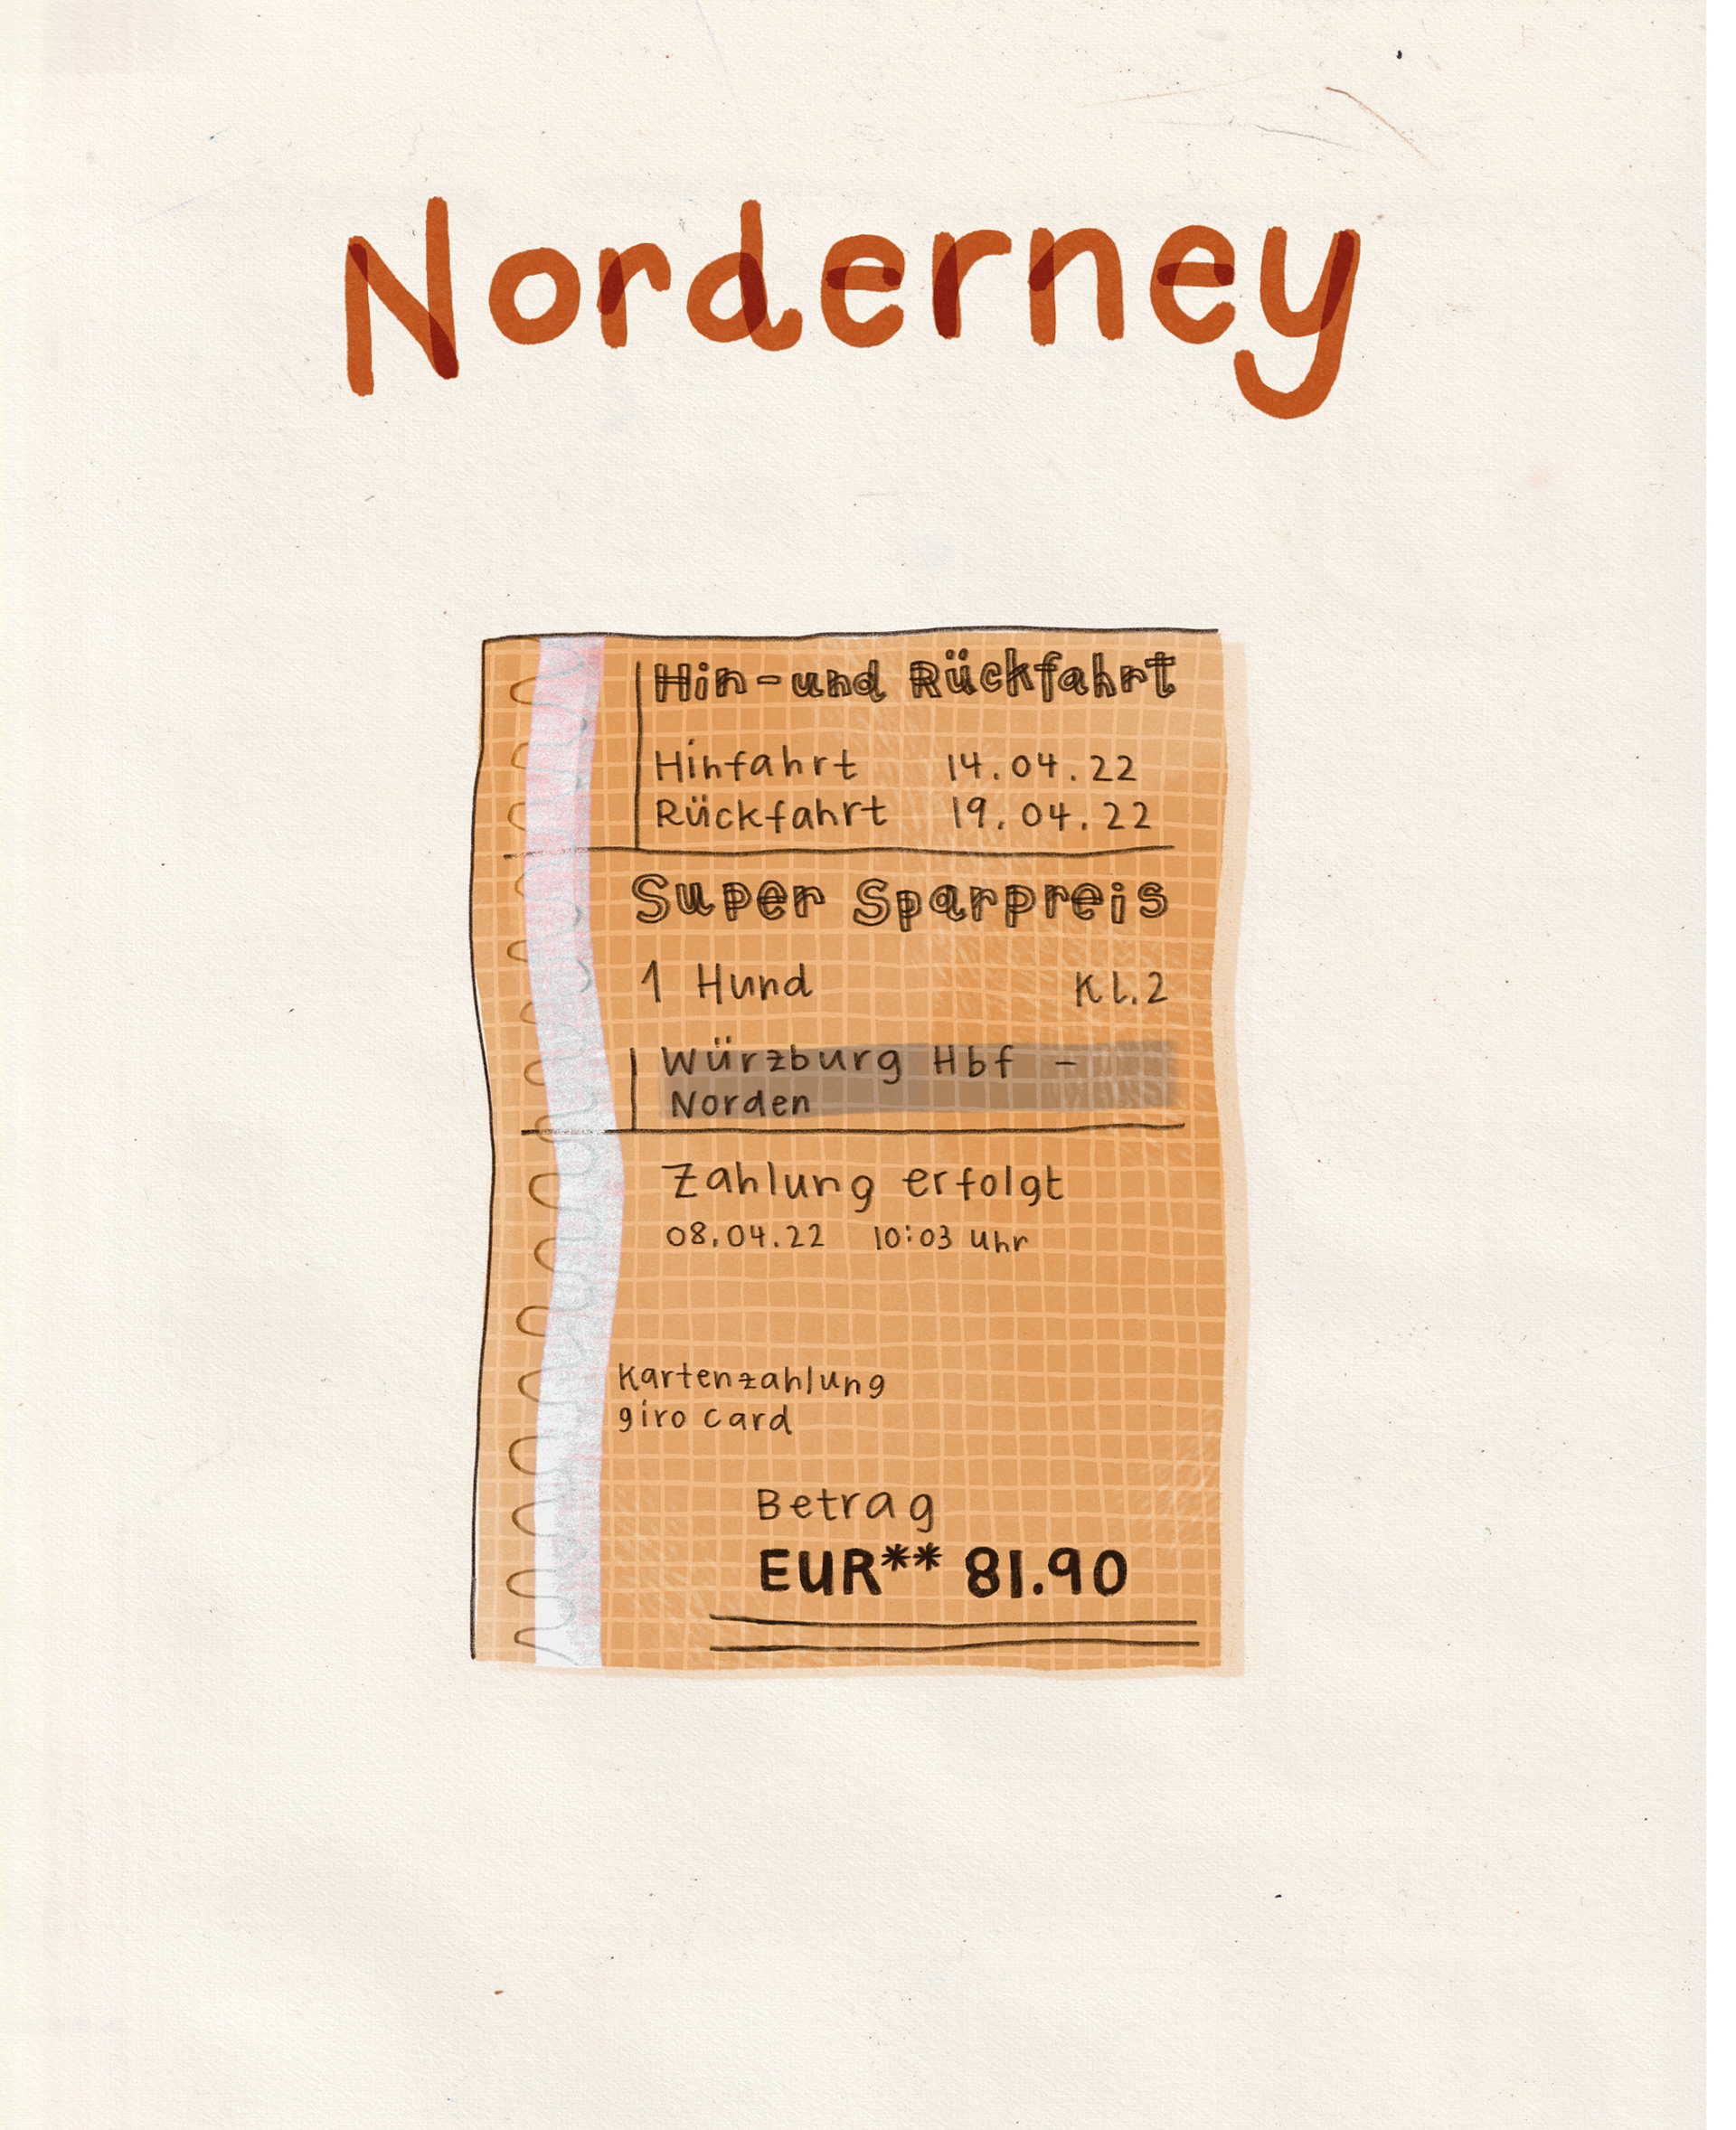 Norderney
Hin-und Rückfahrt
Hinfahrt 14.04.22
Rückfahrt 19.04.22
Super Sparpreis
1 Hund Kl.2
Würzburg Hbf -
Norden
Zahlung erfolgt
08.04.22 10:03 Uhr
Kartenzahlung
giro card
Betrag
EUR** 81.90